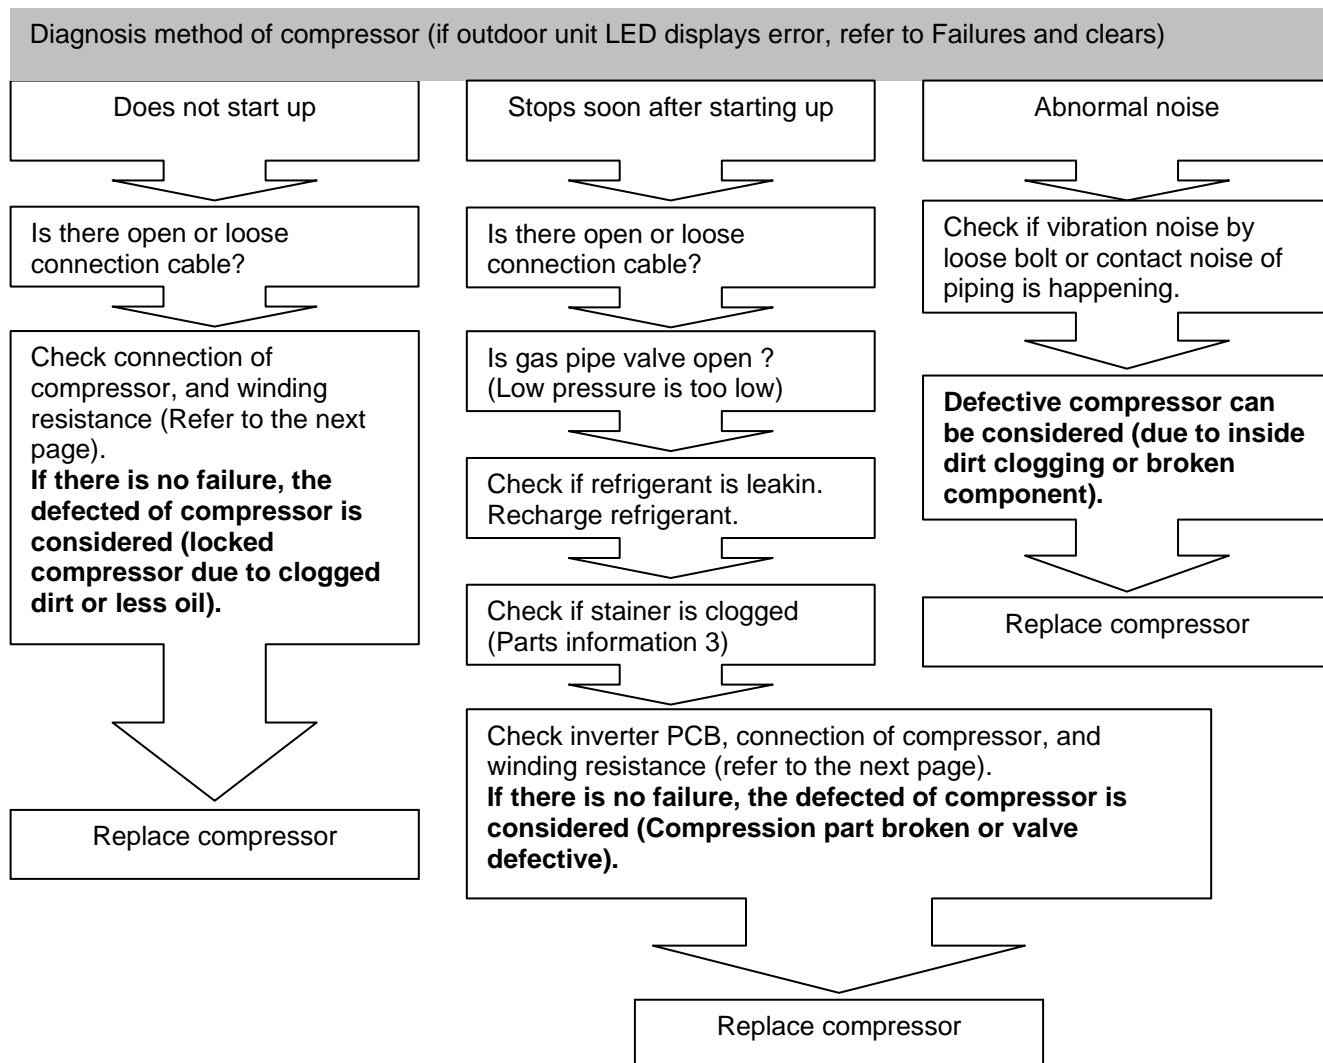 Diagnosis method of compressor (if outdoor unit LED displays error, refer to Failures and clears)
Does not start up
Is there open or loose
connection cable?
Check connection of
compressor, and winding
resistance (Refer to the next
page).
If there is no failure, the
defected of compressor is
considered (locked
compressor due to clogged
dirt or less oil).
Replace compressor
Stops soon after starting up
Is there open or loose
connection cable?
Is gas pipe valve open ?
(Low pressure is too low)
Check if refrigerant is leakin.
Recharge refrigerant.
Check if stainer is clogged
(Parts information 3)
Check inverter PCB, connection of compressor, and
winding resistance (refer to the next page).
If there is no failure, the defected of compressor is
considered (Compression part broken or valve
defective).
Replace compressor
Abnormal noise
Check if vibration noise by
loose bolt or contact noise of
piping is happening.
Defective compressor can
be considered (due to inside
dirt clogging or broken
component).
Replace compressor